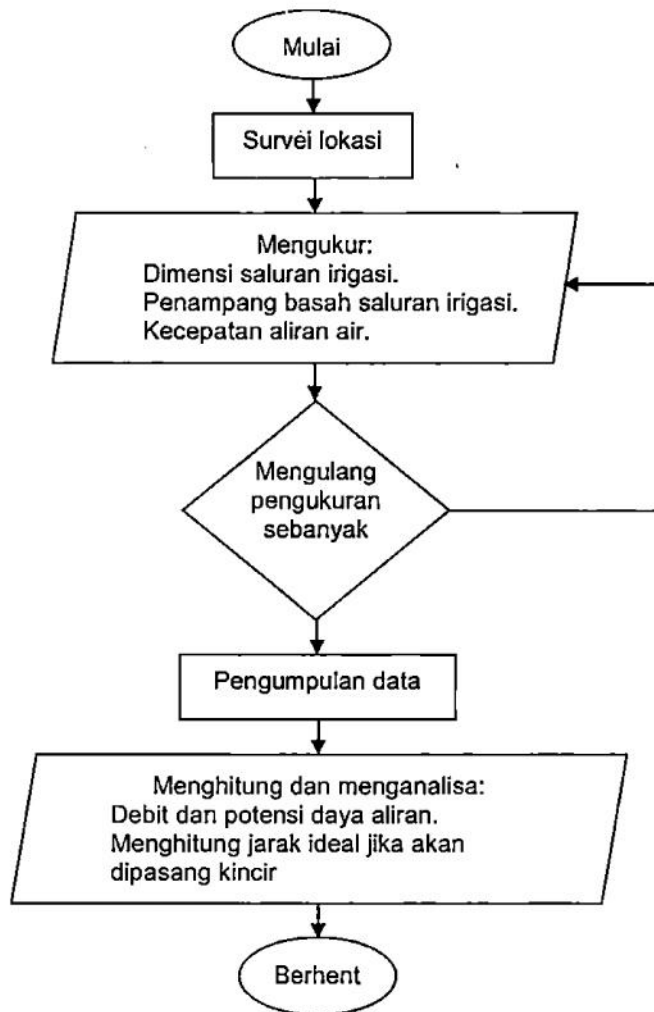 Mulai
Survei lokasi
Mengukur:
Dimensi saluran irigasi.
Penampang basah saluran irigasi.
Kecepatan aliran air.
Mengulang
pengukuran
sebanyak
Pengumpulan data
Menghitung dan menganalisa:
Debit dan potensi daya aliran.
Menghitung jarak ideal jika akan
dipasang kincir
Berhent